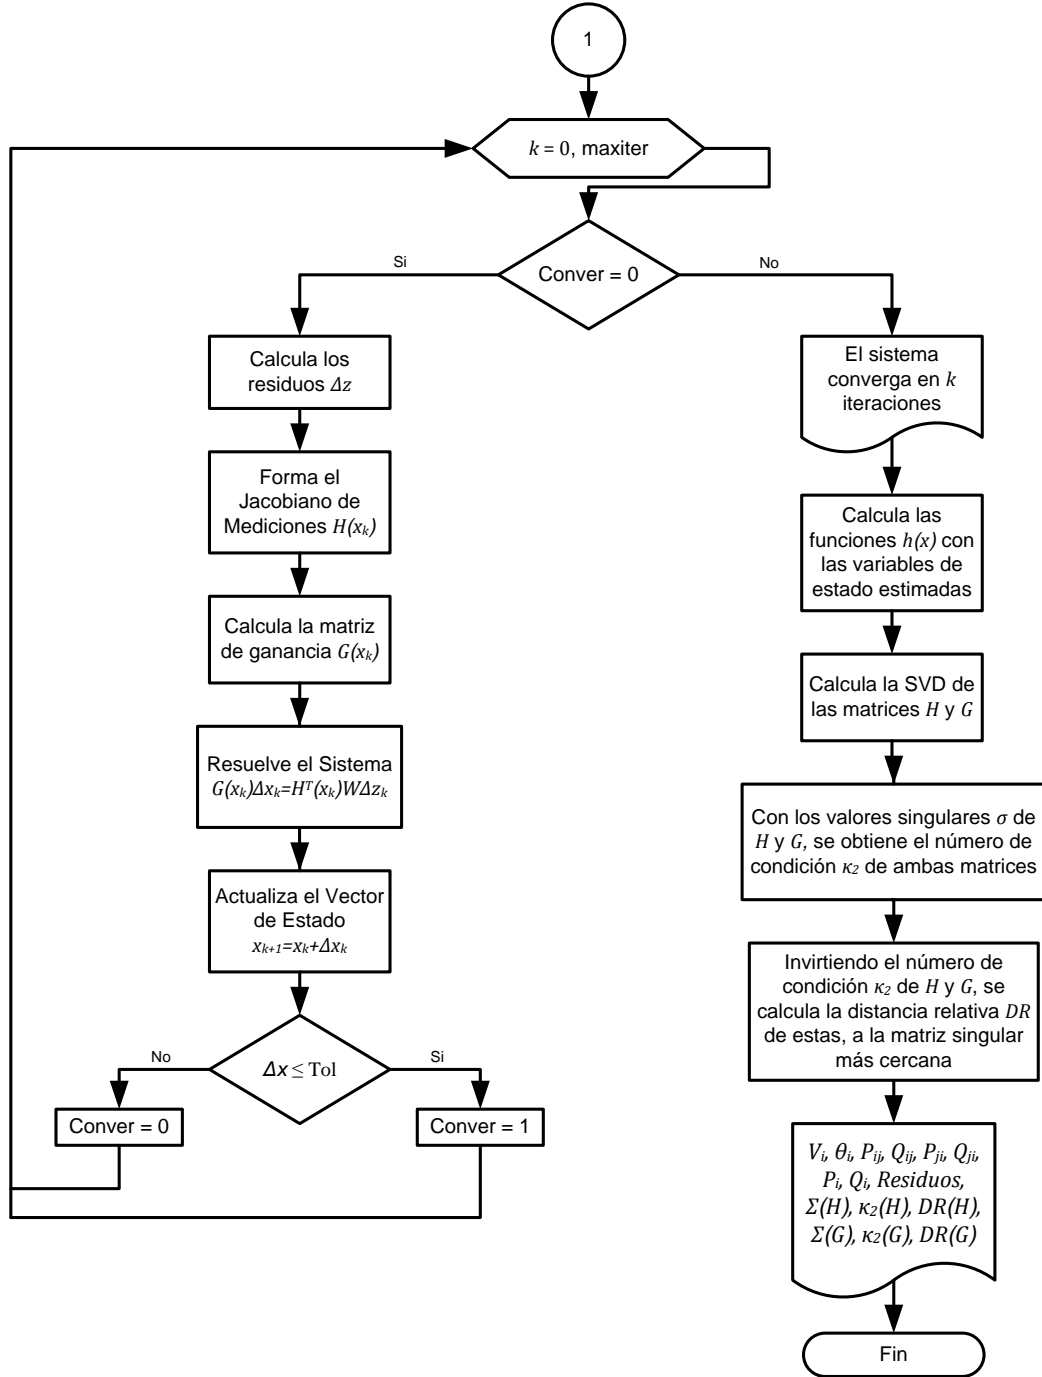 1
k = 0, maxiter
Conver = 0
Si
No
Calcula los
residuos Δz
Forma el
Jacobiano de
Mediciones H(xₖ)
Calcula la matriz
de ganancia G(xₖ)
Resuelve el Sistema
G(xₖ)Δxₖ=Hᵀ(xₖ)WΔzₖ
Actualiza el Vector
de Estado
xₖ₊₁=xₖ+Δxₖ
Δx ≤ Tol
No
Si
Conver = 0
Conver = 1
El sistema
converga en k
iteraciones
Calcula las
funciones h(x) con
las variables de
estado estimadas
Calcula la SVD de
las matrices H y G
Con los valores singulares σ de
H y G, se obtiene el número de
condición κ₂ de ambas matrices
Invirtiendo el número de
condición κ₂ de H y G, se
calcula la distancia relativa DR
de estas, a la matriz singular
más cercana
Vᵢ, θᵢ, Pᵢⱼ, Qᵢⱼ, Pⱼᵢ, Qⱼᵢ,
Pᵢ, Qᵢ, Residuos,
Σ(H), κ₂(H), DR(H),
Σ(G), κ₂(G), DR(G)
Fin